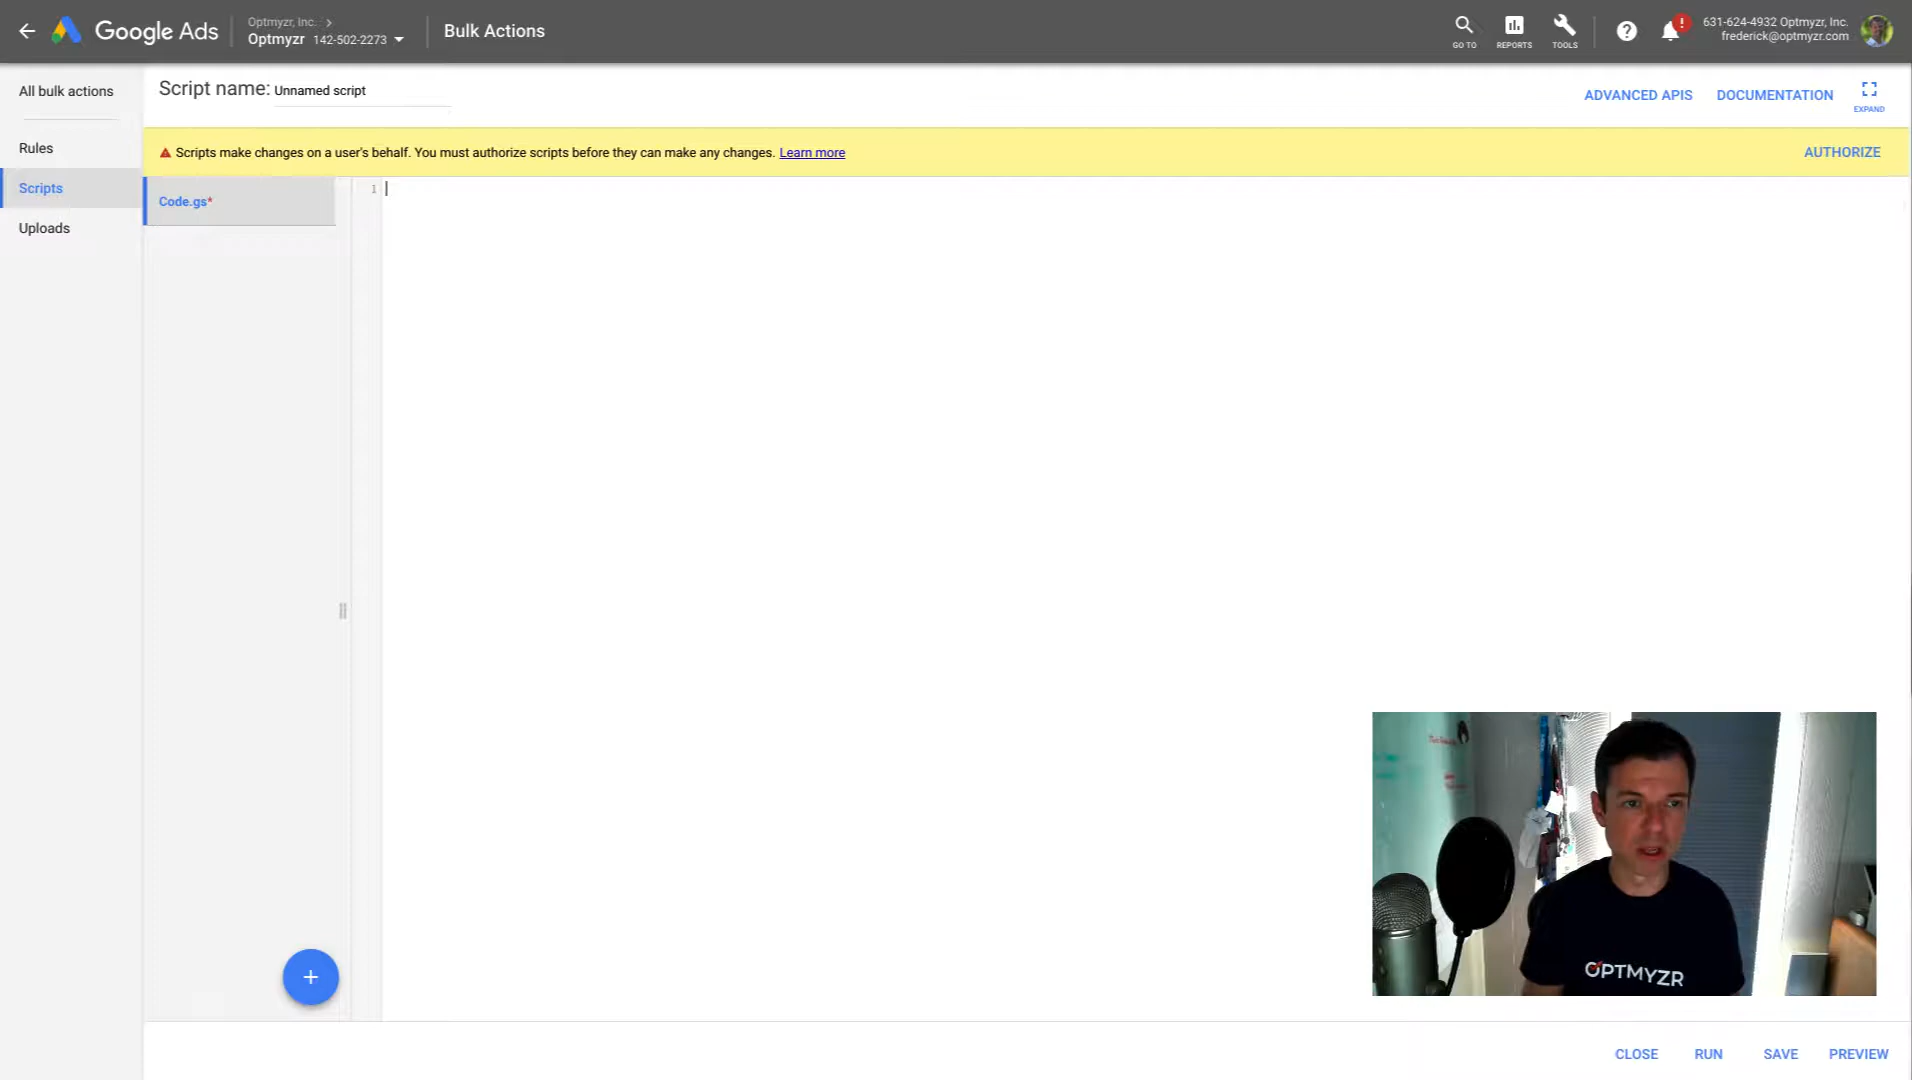 Google Ads
Optmyzr, Inc.
Optmyzr 142-502-2273
Bulk Actions
GO TO
REPORTS
TOOLS
631-624-4932 Optmyzr, Inc.
frederick@optmyzr.com
All bulk actions
Rules
Scripts
Uploads
Script name: Unnamed script
ADVANCED APIS
DOCUMENTATION
EXPAND
Scripts make changes on a user's behalf. You must authorize scripts before they can make any changes. Learn more
AUTHORIZE
Code.gs*
1
OPTMYZR
CLOSE
RUN
SAVE
PREVIEW